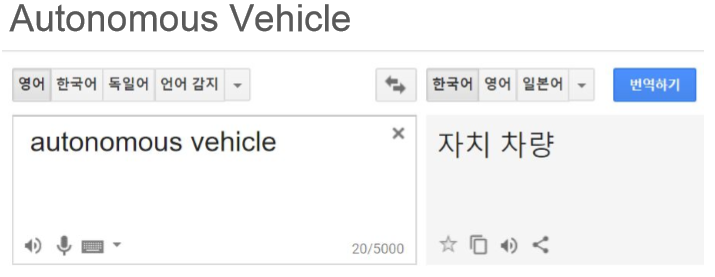 Autonomous Vehicle
영어 한국어 독일어 언어 감지
한국어 영어 일본어
번역하기
autonomous vehicle
자치 차량
20/5000